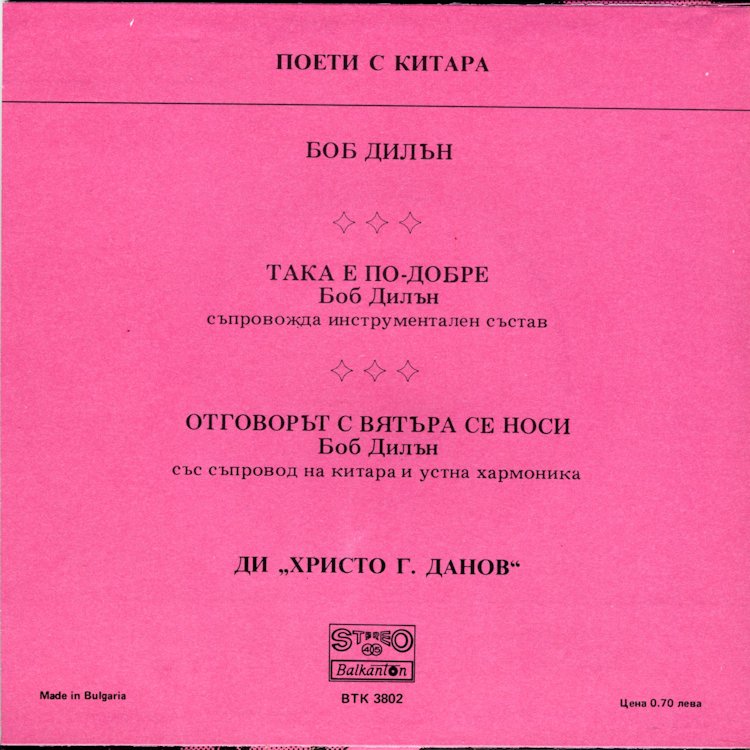 ПОЕТИ С КИТАРА
БОБ ДИЛЪН
ТАКА Е ПО-ДОБРЕ
Боб Дилън
съпровожда инструментален състав
ОТГОВОРЪТ С ВЯТЪРА СЕ НОСИ
Боб Дилън
със съпровод на китара и устна хармоника
ДИ „ХРИСТО Г. ДАНОВ“
STEREO
45
Balkanton
Made in Bulgaria
ВТК 3802
Цена 0.70 лева